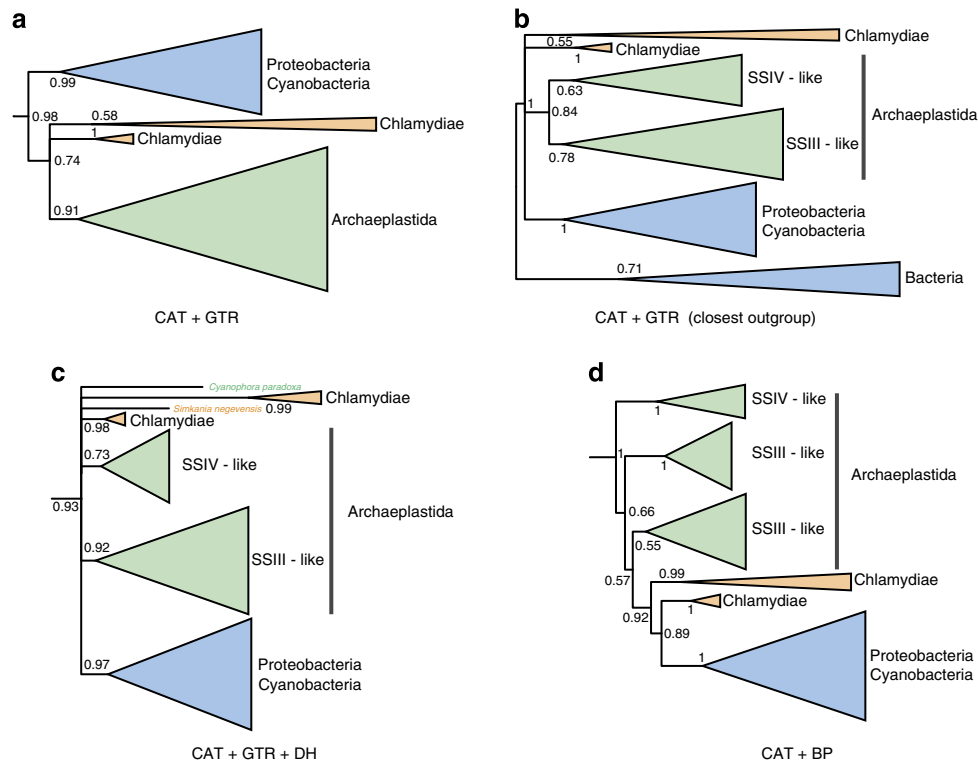 a
Proteobacteria
Cyanobacteria
0.99
0.98
0.58
Chlamydiae
1
Chlamydiae
0.74
0.91
Archaeplastida
CAT + GTR
b
Chlamydiae
0.55
Chlamydiae
1
SSIV - like
0.63
1
0.84
Archaeplastida
SSIII - like
0.78
Proteobacteria
Cyanobacteria
1
0.71
Bacteria
CAT + GTR (closest outgroup)
c
Cyanophora paradoxa
Chlamydiae
0.99
Simkania negevensis
Chlamydiae
0.98
0.73
SSIV - like
0.93
Archaeplastida
0.92
SSIII - like
0.97
Proteobacteria
Cyanobacteria
CAT + GTR + DH
d
SSIV - like
1
1
SSIII - like
1
Archaeplastida
0.66
SSIII - like
0.55
0.57
0.99
Chlamydiae
Chlamydiae
1
0.92
0.89
1
Proteobacteria
Cyanobacteria
CAT + BP